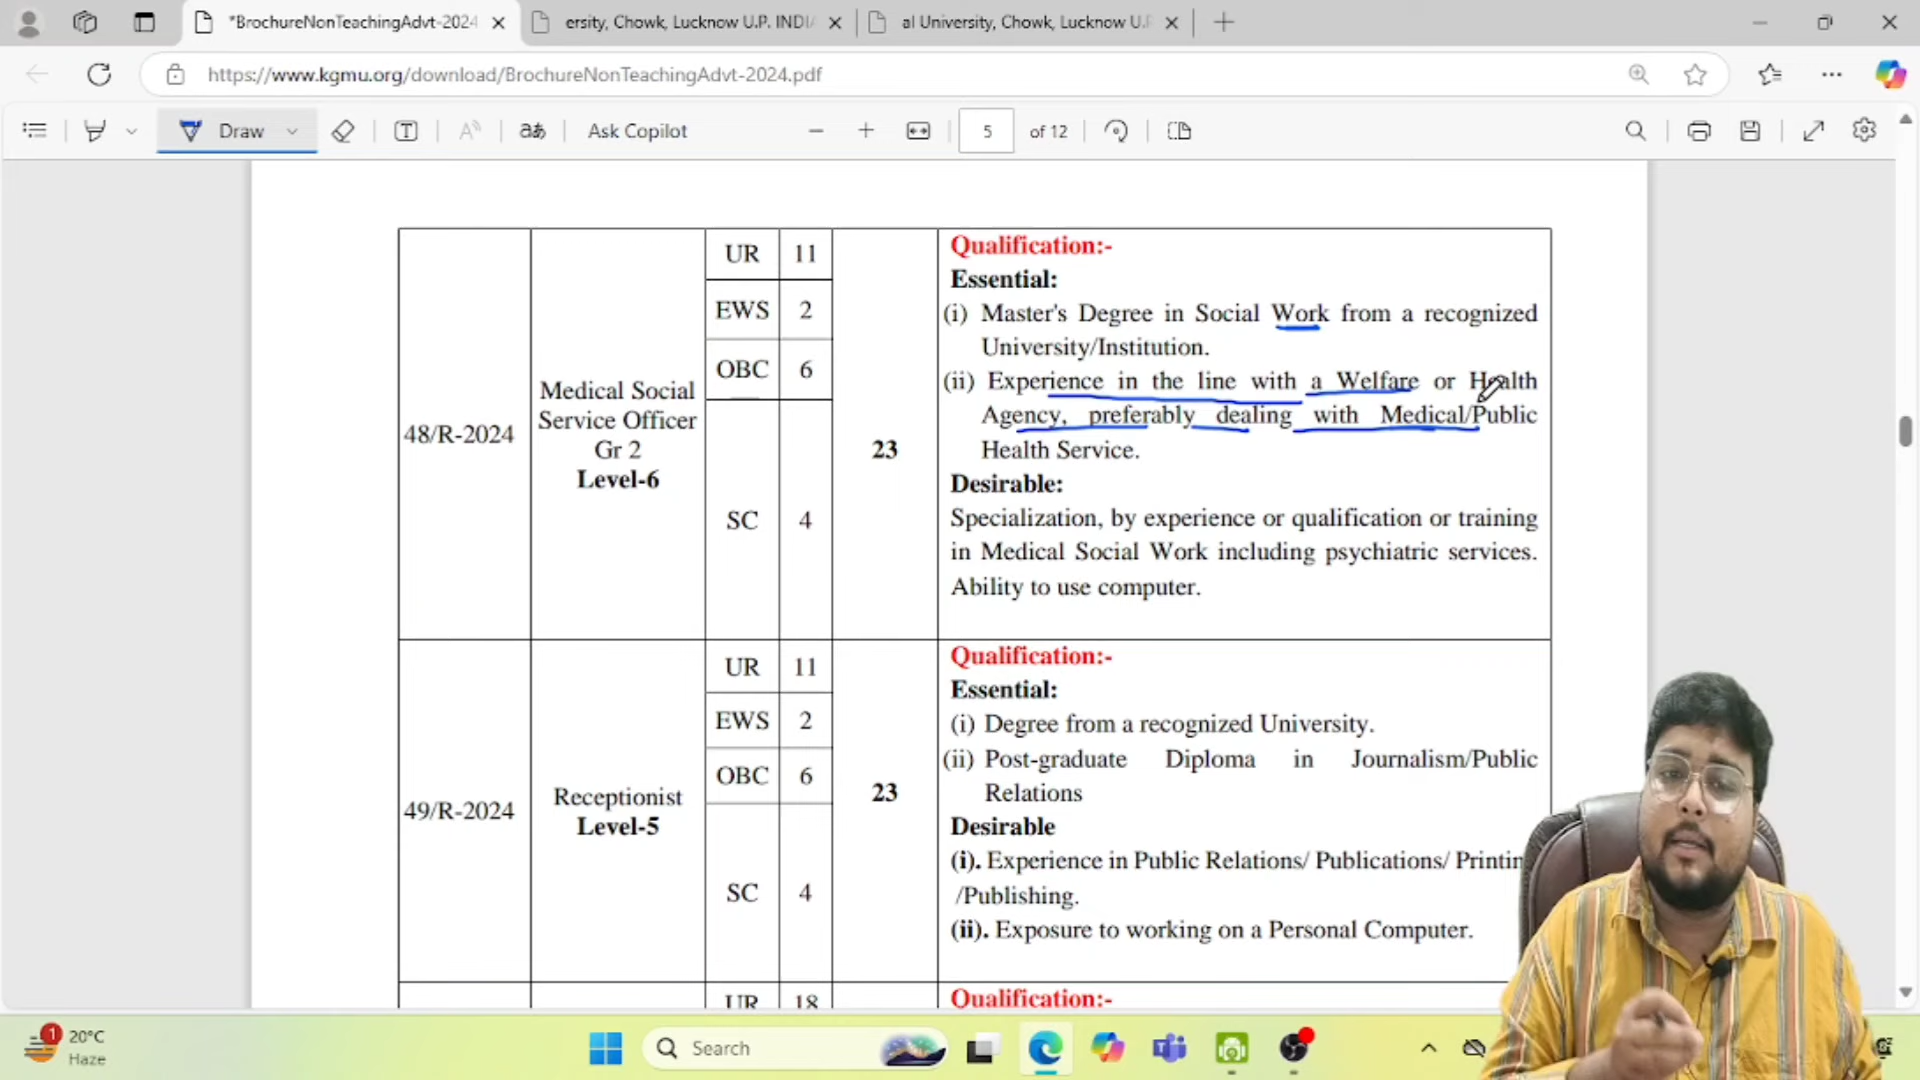 *BrochureNonTeachingAdvt-2024
ersity, Chowk, Lucknow U.P. INDI
al University, Chowk, Lucknow U.P
https://www.kgmu.org/download/BrochureNonTeachingAdvt-2024.pdf
Draw
aあ
Ask Copilot
5
of 12
48/R-2024
Medical Social
Service Officer
Gr 2
Level-6
UR 11
EWS 2
OBC 6
SC 4
23
Qualification:-
Essential:
(i) Master's Degree in Social Work from a recognized
University/Institution.
(ii) Experience in the line with a Welfare or Health
Agency, preferably dealing with Medical/Public
Health Service.
Desirable:
Specialization, by experience or qualification or training
in Medical Social Work including psychiatric services.
Ability to use computer.
49/R-2024
Receptionist
Level-5
UR 11
EWS 2
OBC 6
SC 4
23
Qualification:-
Essential:
(i) Degree from a recognized University.
(ii) Post-graduate Diploma in Journalism/Public
Relations
Desirable
(i). Experience in Public Relations/ Publications/ Printin
/Publishing.
(ii). Exposure to working on a Personal Computer.
UR 18
Qualification:-
1
20°C
Haze
Search